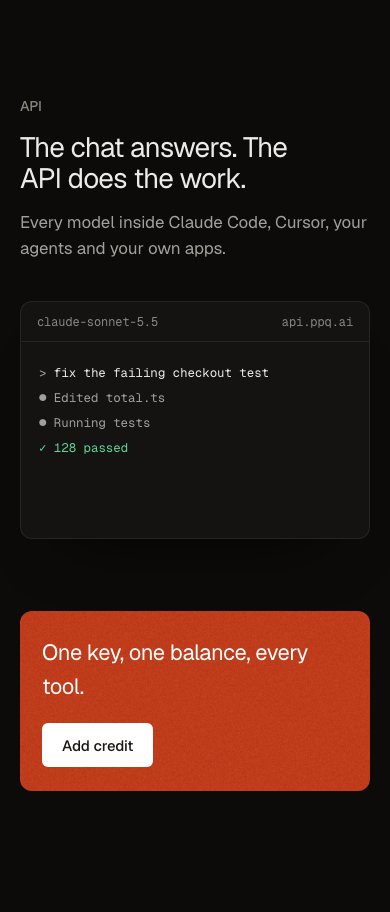 API
The chat answers. The
API does the work.
Every model inside Claude Code, Cursor, your
agents and your own apps.
claude-sonnet-5.5 api.ppq.ai
> fix the failing checkout test
● Edited total.ts
● Running tests
✓ 128 passed
One key, one balance, every
tool.
Add credit